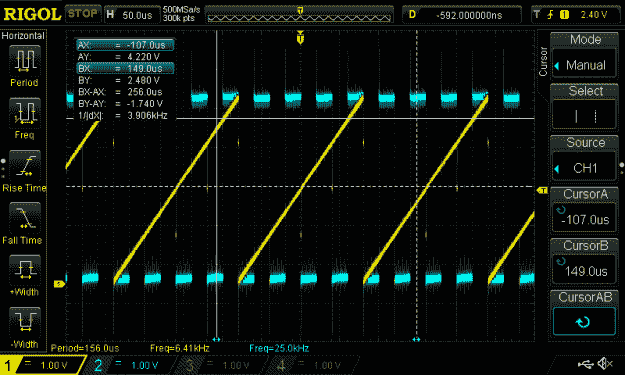 RIGOL STOP H 50.0us 500MSa/s 300k pts D -592.000000ns T 1 2.40 V
Horizontal
Period
Freq
Rise Time
Fall Time
+Width
-Width
AX: = -107.0us
AY: = 4.220 V
BX: = 149.0us
BY: = 2.480 V
BX-AX: = 256.0us
BY-AY: = -1.740 V
1/|dX|: = 3.906kHz
Cursor
Mode
Manual
Select
Source
CH1
CursorA
-107.0us
CursorB
149.0us
CursorAB
Period=156.0us Freq=6.41kHz Freq=25.0kHz
1 = 1.00 V 2 = 1.00 V 3 = 1.00 V 4 = 1.00 V